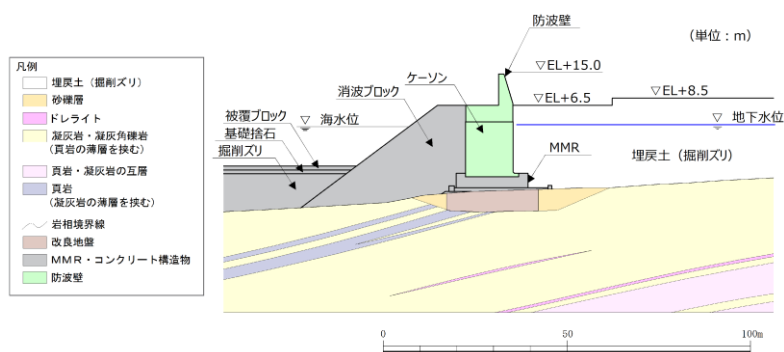 防波壁
(単位：m)
▽EL+15.0
ケーソン
消波ブロック
▽EL+6.5
▽EL+8.5
被覆ブロック
▽ 海水位
▽ 地下水位
基礎捨石
掘削ズリ
MMR
埋戻土（掘削ズリ）
凡例
埋戻土（掘削ズリ）
砂礫層
ドレライト
凝灰岩・凝灰角礫岩
(頁岩の薄層を挟む)
頁岩・凝灰岩の互層
頁岩
(凝灰岩の薄層を挟む)
岩相境界線
改良地盤
MMR・コンクリート構造物
防波壁
0
50
100m